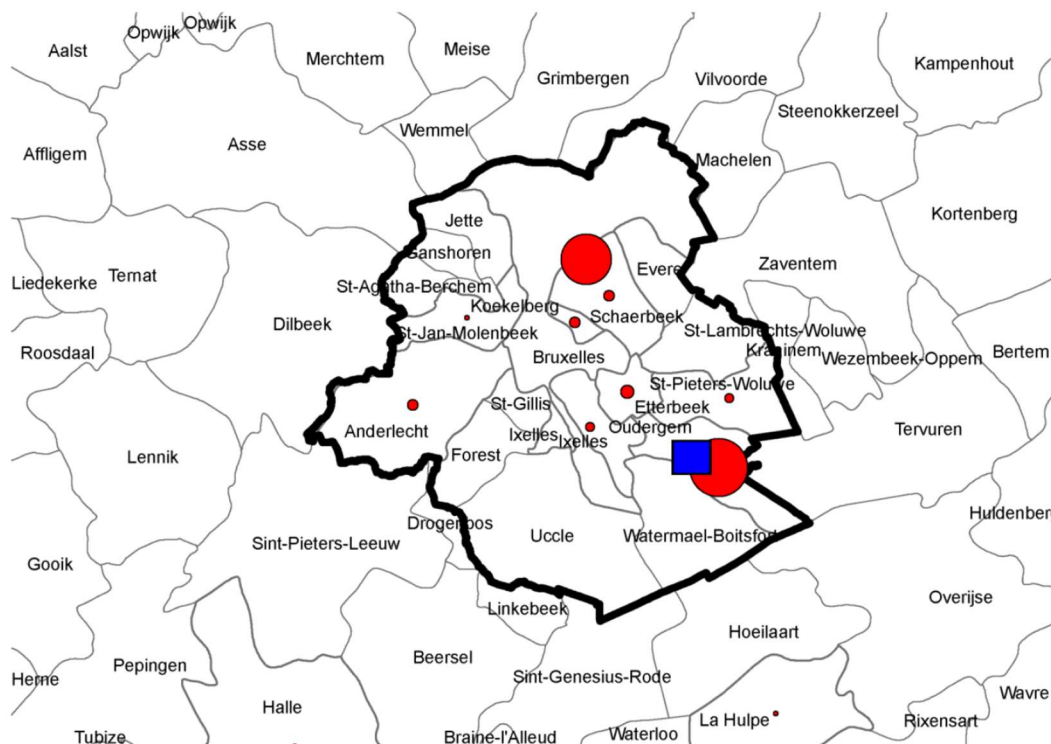 Opwijk
Opwijk
Aalst
Merchtem
Meise
Grimbergen
Vilvoorde
Kampenhout
Steenokkerzeel
Affligem
Asse
Wemmel
Machelen
Kortenberg
Jette
Ganshoren
Evere
Zaventem
Liedekerke
Ternat
St-Agatha-Berchem
Koekelberg
Schaerbeek
Dilbeek
St-Jan-Molenbeek
St-Lambrechts-Woluwe
Kraainem
Wezembeek-Oppem
Bertem
Roosdaal
Bruxelles
St-Pieters-Woluwe
St-Gillis
Etterbeek
Anderlecht
Ixelles
Ixelles
Oudergem
Tervuren
Lennik
Forest
Huldenber
Drogenbos
Uccle
Watermael-Boitsfort
Sint-Pieters-Leeuw
Gooik
Overijse
Linkebeek
Hoeilaart
Beersel
Pepingen
Sint-Genesius-Rode
Herne
Halle
La Hulpe
Wavre
Rixensart
Tubize
Braine-l'Alleud
Waterloo